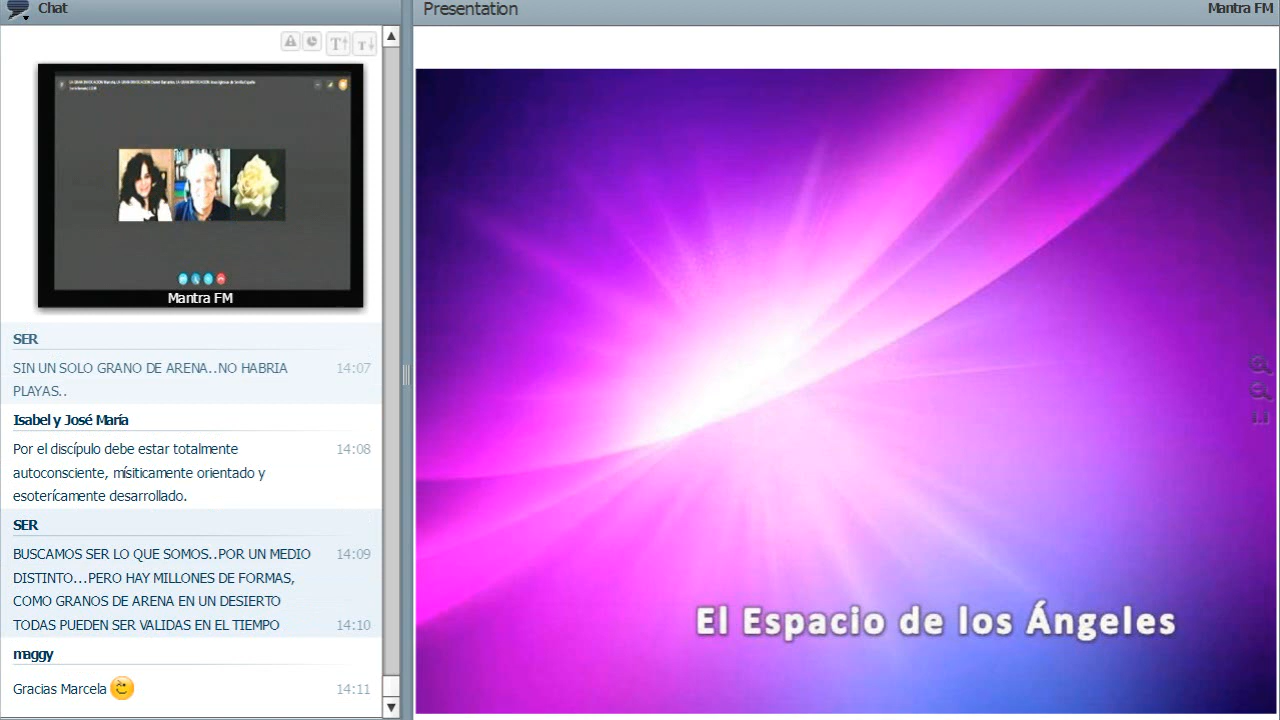 Chat
Mantra FM
SER
SIN UN SOLO GRANO DE ARENA..NO HABRIA
14:07
PLAYAS..
Isabel y José María
Por el discípulo debe estar totalmente
14:08
autoconsciente, mísiticamente orientado y
esoterícamente desarrollado.
SER
BUSCAMOS SER LO QUE SOMOS..POR UN MEDIO
14:09
DISTINTO...PERO HAY MILLONES DE FORMAS,
COMO GRANOS DE ARENA EN UN DESIERTO
TODAS PUEDEN SER VALIDAS EN EL TIEMPO
14:10
maggy
Gracias Marcela
14:11
Presentation
Mantra FM
1:1
El Espacio de los Ángeles